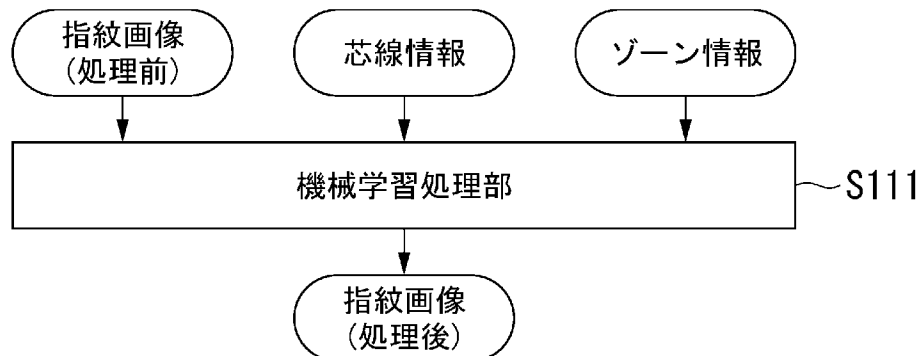 指紋画像
(処理前)
芯線情報
ゾーン情報
機械学習処理部
S111
指紋画像
(処理後)